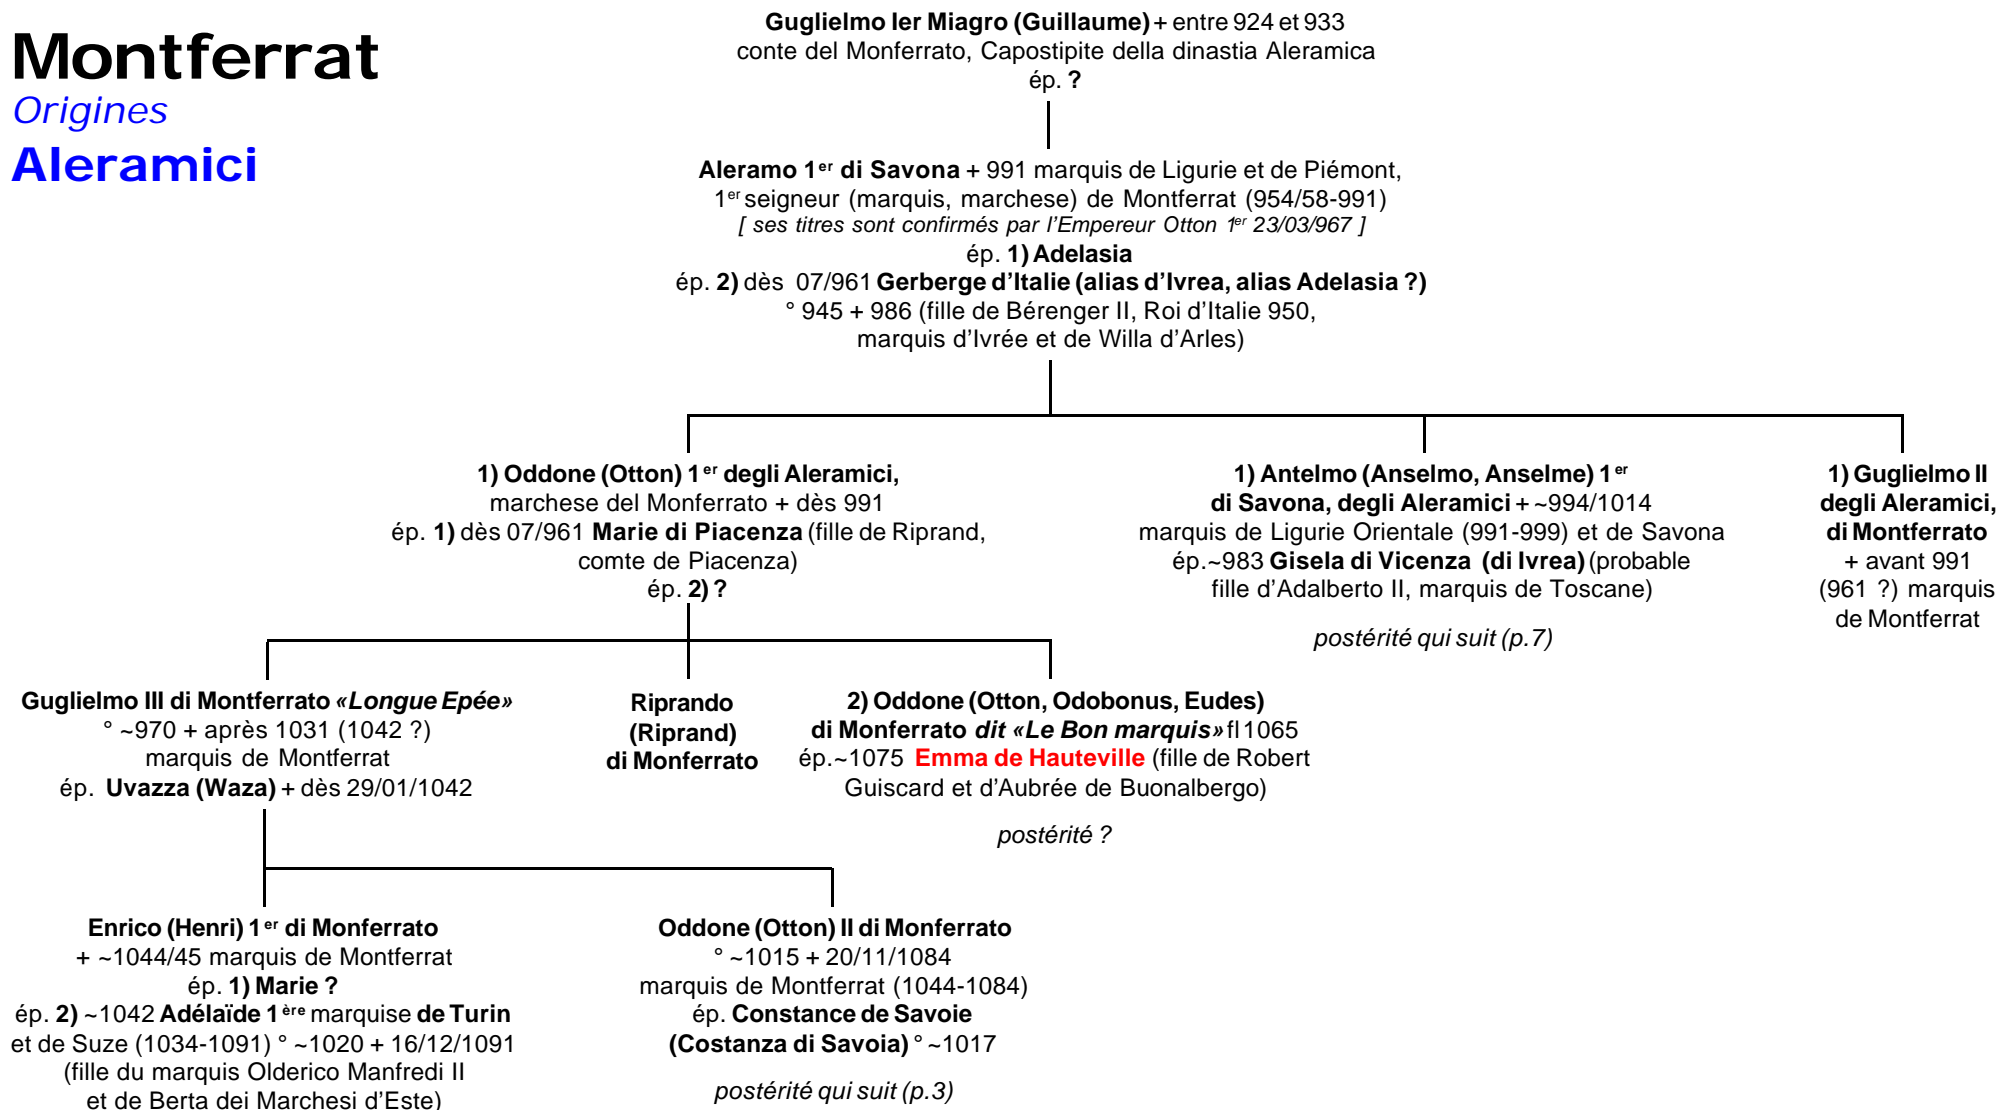 Montferrat
Origines
Aleramici
Guglielmo Ier Miagro (Guillaume) + entre 924 et 933
conte del Monferrato, Capostipite della dinastia Aleramica
ép. ?
Aleramo 1er di Savona + 991 marquis de Ligurie et de Piémont,
1er seigneur (marquis, marchese) de Montferrat (954/58-991)
[ ses titres sont confirmés par l’Empereur Otton 1er 23/03/967 ]
ép. 1) Adelasia
ép. 2) dès 07/961 Gerberge d’Italie (alias d’Ivrea, alias Adelasia ?)
° 945 + 986 (fille de Bérenger II, Roi d’Italie 950,
marquis d’Ivrée et de Willa d’Arles)
1) Oddone (Otton) 1er degli Aleramici,
marchese del Monferrato + dès 991
ép. 1) dès 07/961 Marie di Piacenza (fille de Riprand,
comte de Piacenza)
ép. 2) ?
1) Antelmo (Anselmo, Anselme) 1er
di Savona, degli Aleramici + ~994/1014
marquis de Ligurie Orientale (991-999) et de Savona
ép.~983 Gisela di Vicenza (di Ivrea) (probable
fille d’Adalberto II, marquis de Toscane)
postérité qui suit (p.7)
1) Guglielmo II
degli Aleramici,
di Montferrato
+ avant 991
(961 ?) marquis
de Montferrat
Guglielmo III di Montferrato «Longue Epée»
° ~970 + après 1031 (1042 ?)
marquis de Montferrat
ép. Uvazza (Waza) + dès 29/01/1042
Riprando
(Riprand)
di Monferrato
2) Oddone (Otton, Odobonus, Eudes)
di Monferrato dit «Le Bon marquis» fl 1065
ép.~1075 Emma de Hauteville (fille de Robert
Guiscard et d’Aubrée de Buonalbergo)
postérité ?
Enrico (Henri) 1er di Monferrato
+ ~1044/45 marquis de Montferrat
ép. 1) Marie ?
ép. 2) ~1042 Adélaïde 1ère marquise de Turin
et de Suze (1034-1091) ° ~1020 + 16/12/1091
(fille du marquis Olderico Manfredi II
et de Berta dei Marchesi d’Este)
Oddone (Otton) II di Monferrato
° ~1015 + 20/11/1084
marquis de Montferrat (1044-1084)
ép. Constance de Savoie
(Costanza di Savoia) ° ~1017
postérité qui suit (p.3)